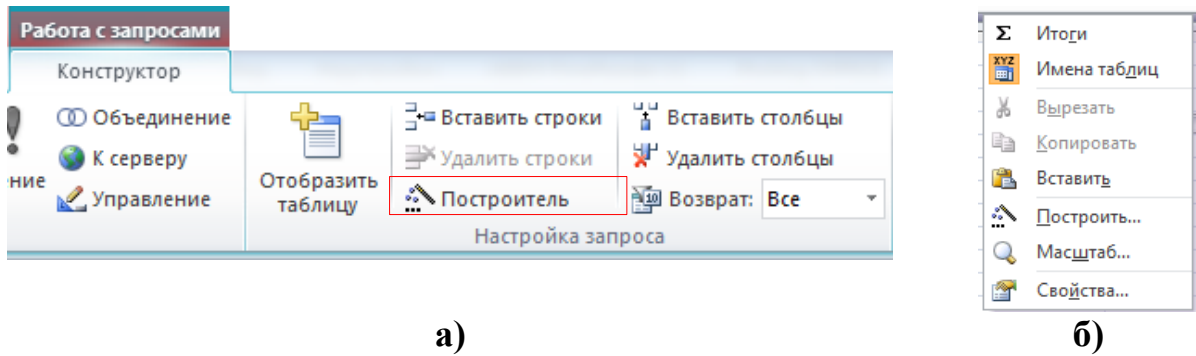 Работа с запросами
Конструктор
Объединение
К серверу
Управление
Отобразить
таблицу
Вставить строки
Удалить строки
Построитель
Вставить столбцы
Удалить столбцы
Возврат: Все
Настройка запроса
а)
Σ Итоги
XYZ Имена таблиц
Вырезать
Копировать
Вставить
Построить...
Масштаб...
Свойства...
б)